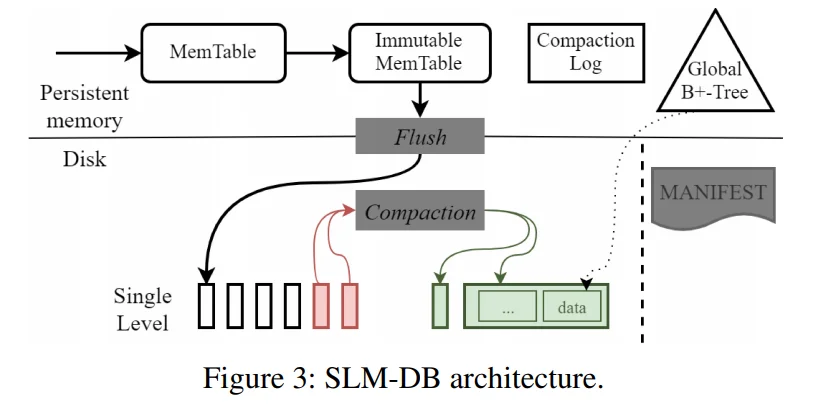 MemTable
Immutable
MemTable
Compaction
Log
Global
B+-Tree
Persistent
memory
Flush
Disk
MANIFEST
Compaction
Single
Level
...
data
Figure 3: SLM-DB architecture.